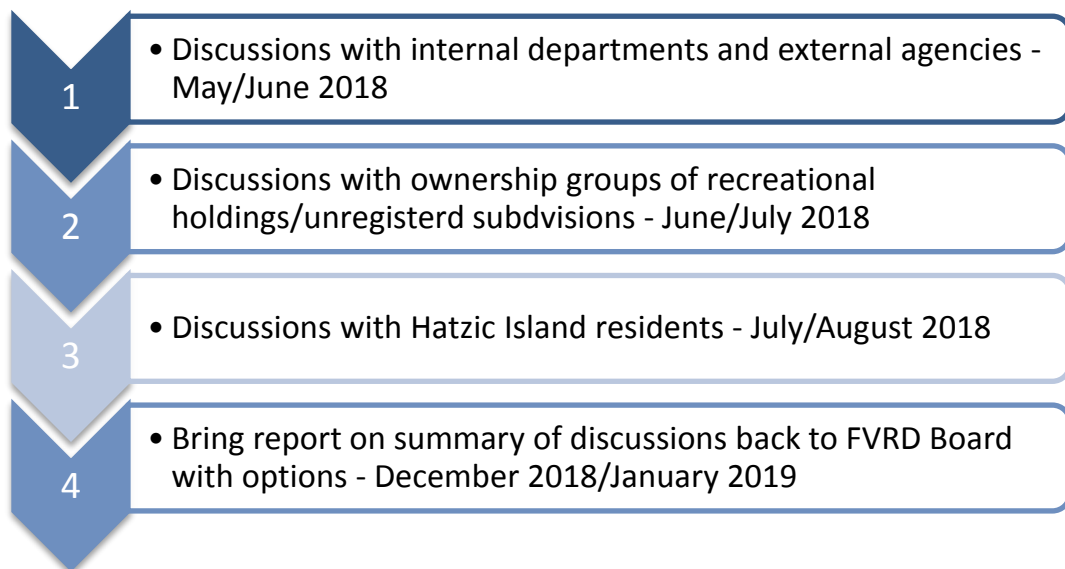 1
• Discussions with internal departments and external agencies -
May/June 2018
2
• Discussions with ownership groups of recreational
holdings/unregisterd subdvisions - June/July 2018
3
• Discussions with Hatzic Island residents - July/August 2018
4
• Bring report on summary of discussions back to FVRD Board
with options - December 2018/January 2019